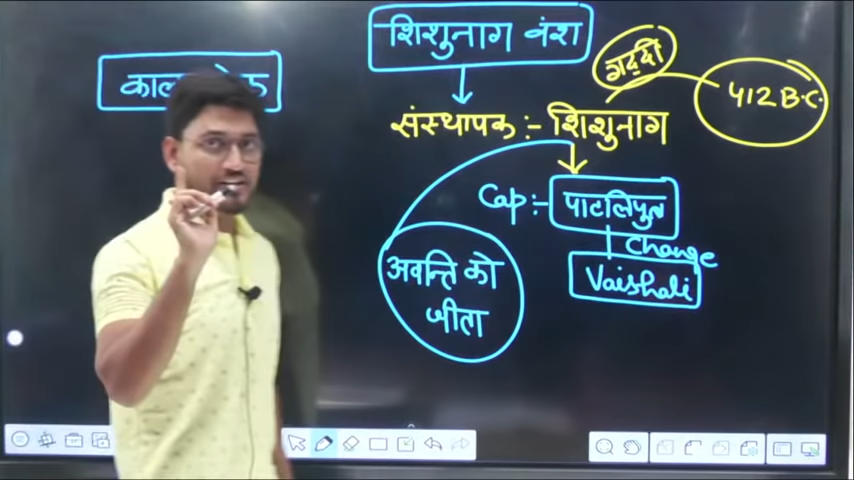 शिशुनाग वंश
गद्दी
412 B.C.
संस्थापक :- शिशुनाग
Cap :- पाटलिपुत्र
change
Vaishali
अवन्ति को
जीता